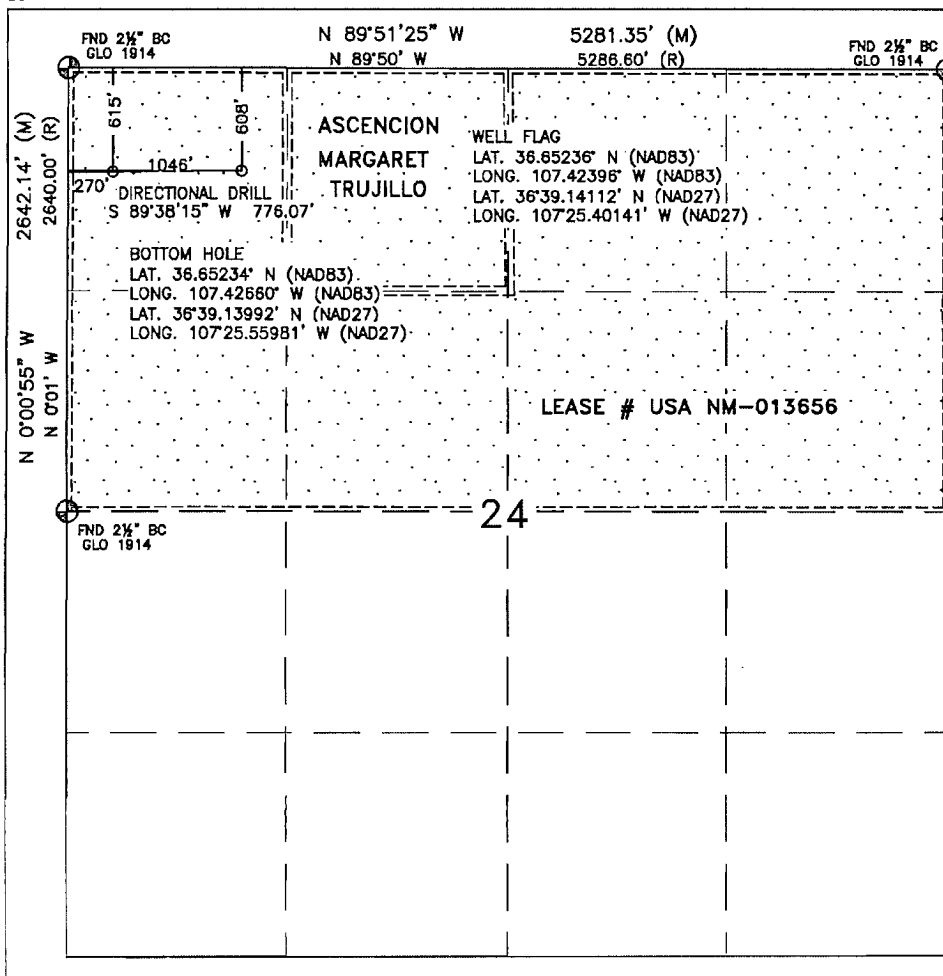 FND 2½" BC
GLO 1914
N 89°51'25" W 5281.35' (M)
N 89°50' W 5286.60' (R)
FND 2½" BC
GLO 1914
2642.14' (M)
2640.00' (R)
N 0°00'55" W
N 0°01' W
615'
608'
1046'
270'
DIRECTIONAL DRILL
S 89°38'15" W 776.07'
ASCENCION
MARGARET
TRUJILLO
WELL FLAG
LAT. 36.65236° N (NAD83)
LONG. 107.42396° W (NAD83)
LAT. 36°39.14112' N (NAD27)
LONG. 107°25.40141' W (NAD27)
BOTTOM HOLE
LAT. 36.65234° N (NAD83)
LONG. 107.42660° W (NAD83)
LAT. 36°39.13992' N (NAD27)
LONG. 107°25.55981' W (NAD27)
LEASE # USA NM-013656
24
FND 2½" BC
GLO 1914